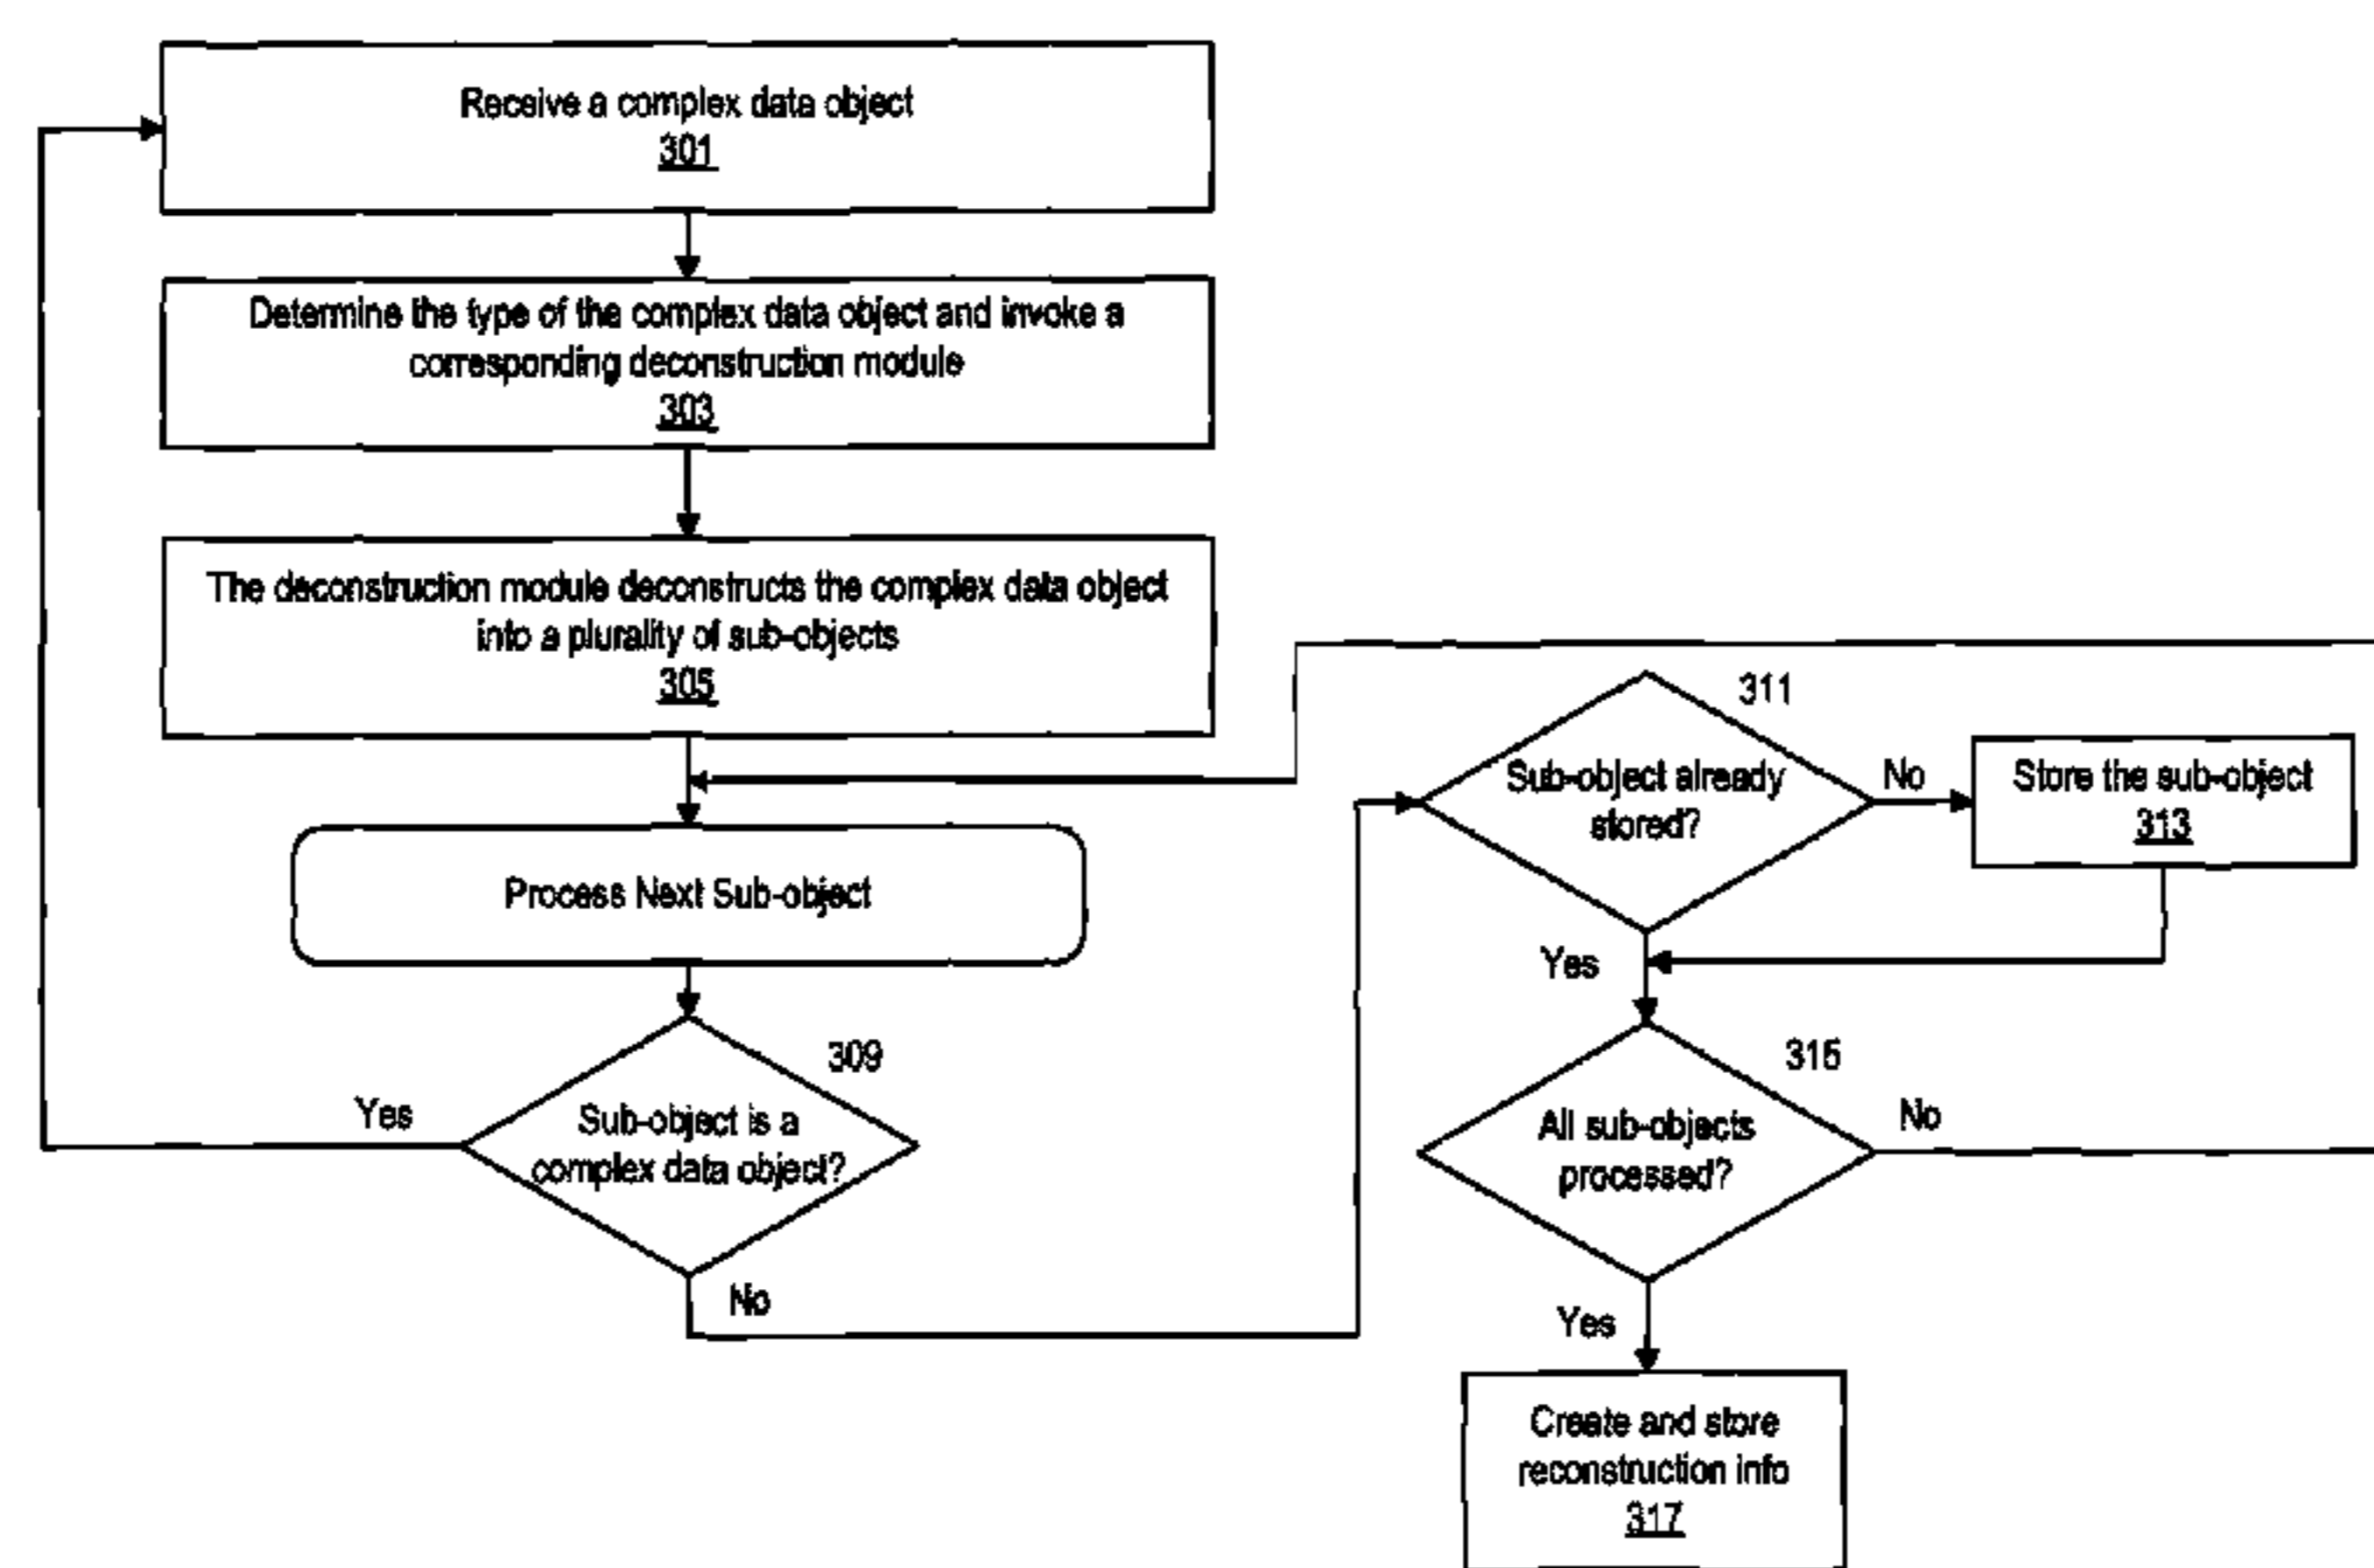 Receive a complex data object
301
Determine the type of the complex data object and invoke a
corresponding deconstruction module
303
The deconstruction module deconstructs the complex data object
into a plurality of sub-objects
305
Process Next Sub-object
309
Sub-object is a
complex data object?
Yes
No
311
Sub-object already
stored?
No
Store the sub-object
313
Yes
315
All sub-objects
processed?
No
Yes
Create and store
reconstruction info
317